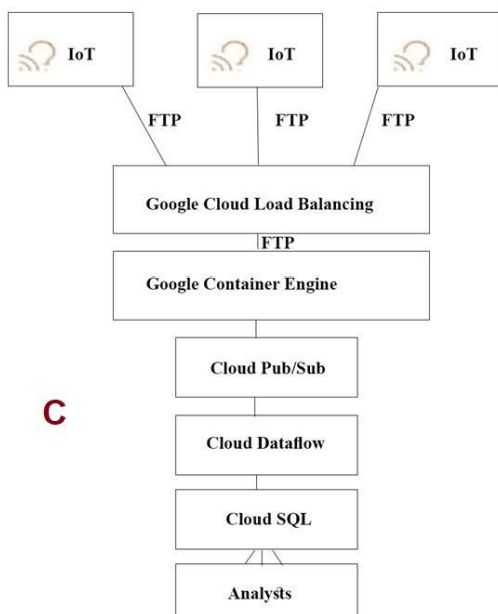 IoT IoT IoT
FTP FTP FTP
Google Cloud Load Balancing
FTP
Google Container Engine
Cloud Pub/Sub
C
Cloud Dataflow
Cloud SQL
Analysts